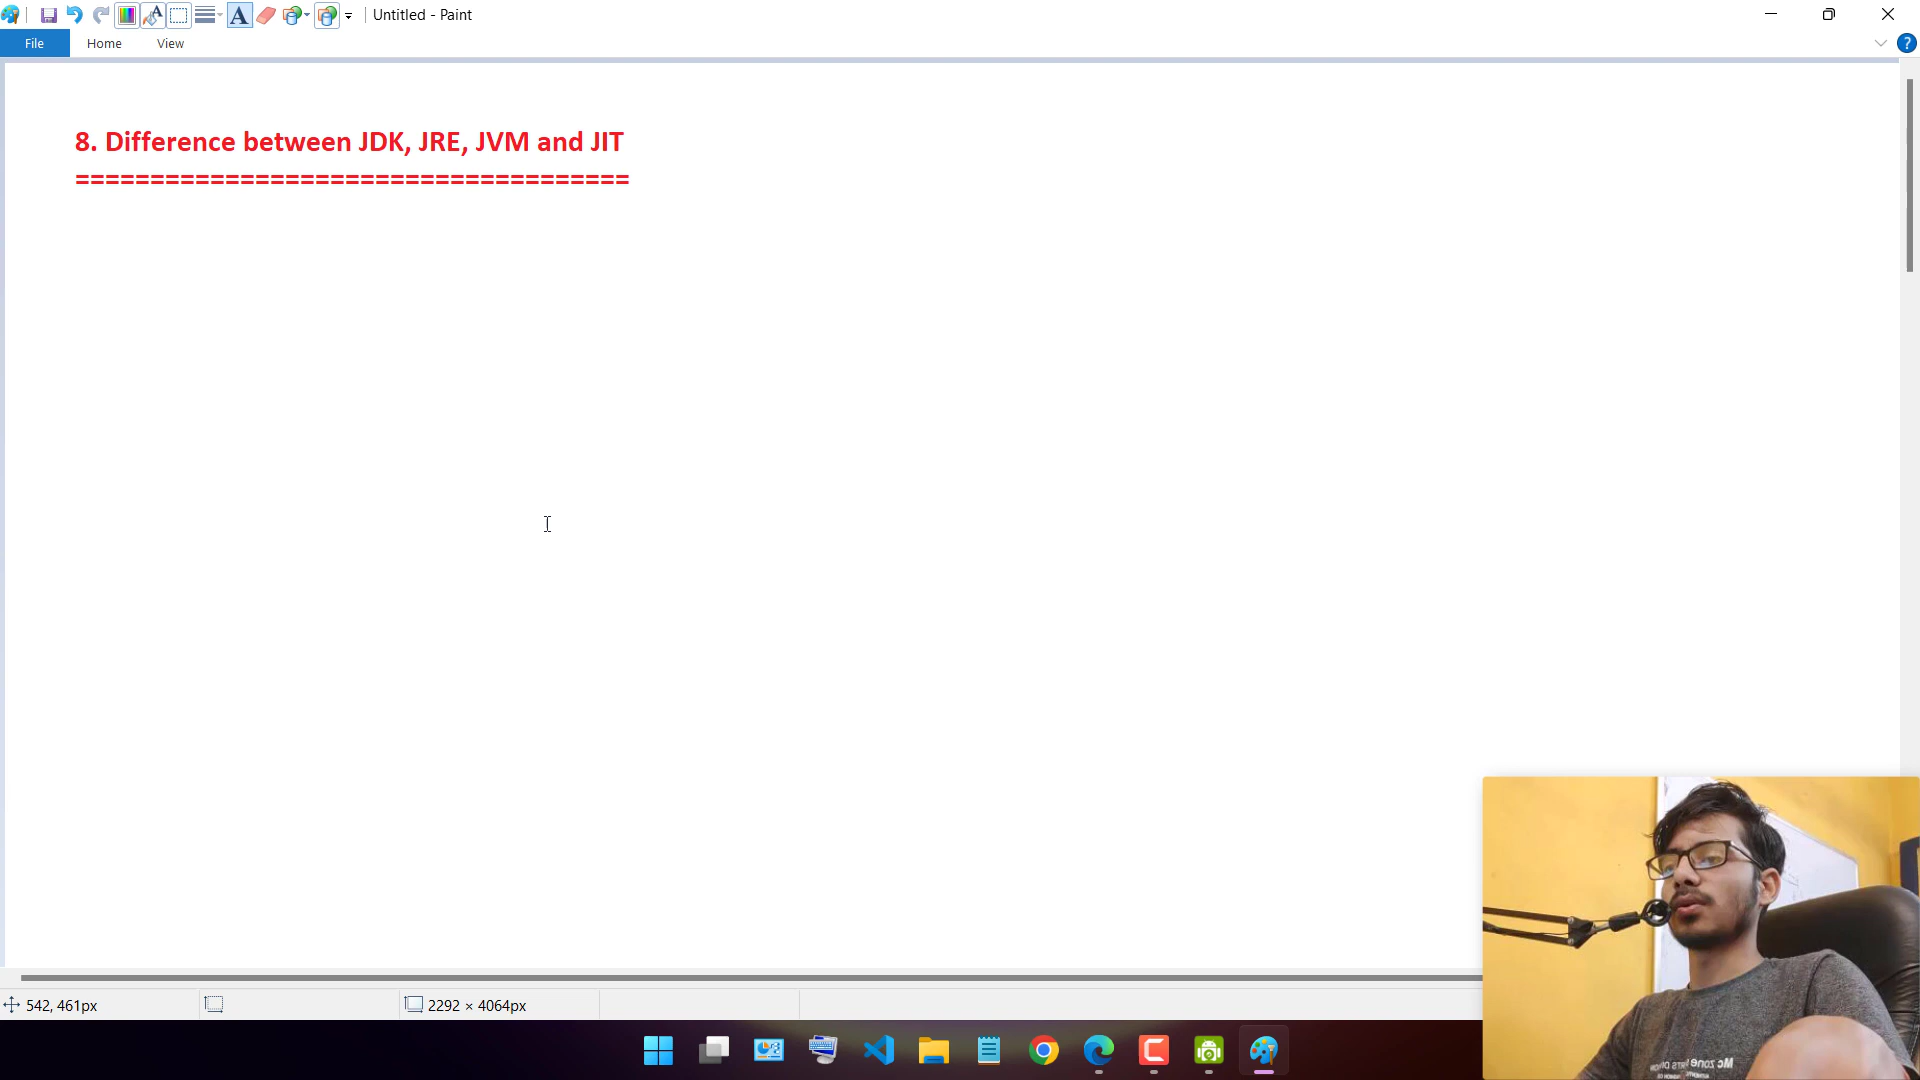 Untitled - Paint
File Home View
8. Difference between JDK, JRE, JVM and JIT
=====================================
542, 461px
2292 × 4064px